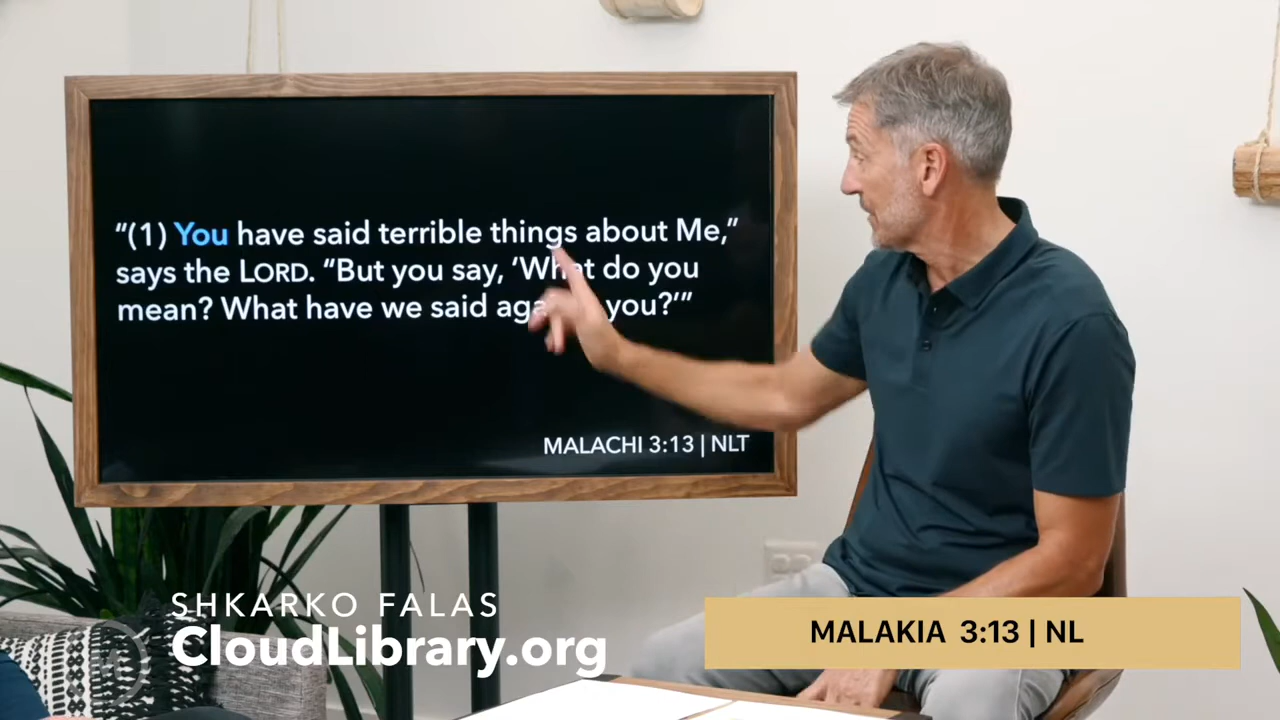 "(1) You have said terrible things about Me,"
says the LORD. "But you say, 'What do you
mean? What have we said you?'"
MALACHI 3:13 | NLT
SHKARKO FALAS
CloudLibrary.org
MALAKIA 3:13 | NL